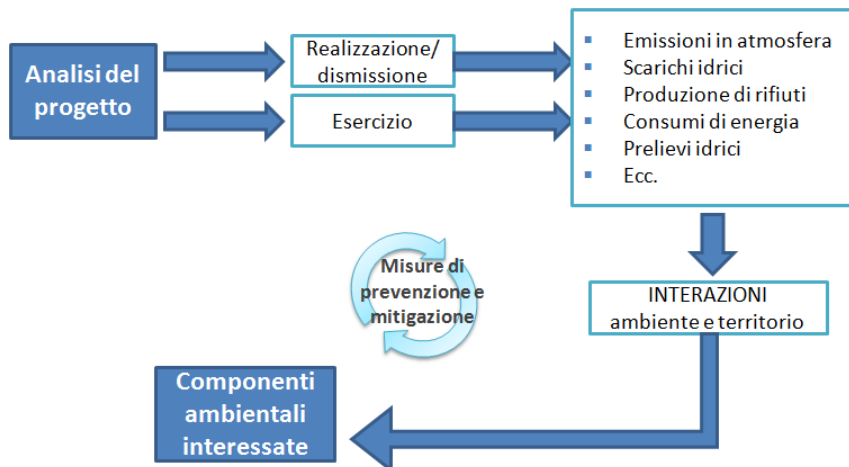 Analisi del
progetto
Realizzazione/
dismissione
Esercizio
▪ Emissioni in atmosfera
▪ Scarichi idrici
▪ Produzione di rifiuti
▪ Consumi di energia
▪ Prelievi idrici
▪ Ecc.
Misure di
prevenzione e
mitigazione
INTERAZIONI
ambiente e territorio
Componenti
ambientali
interessate